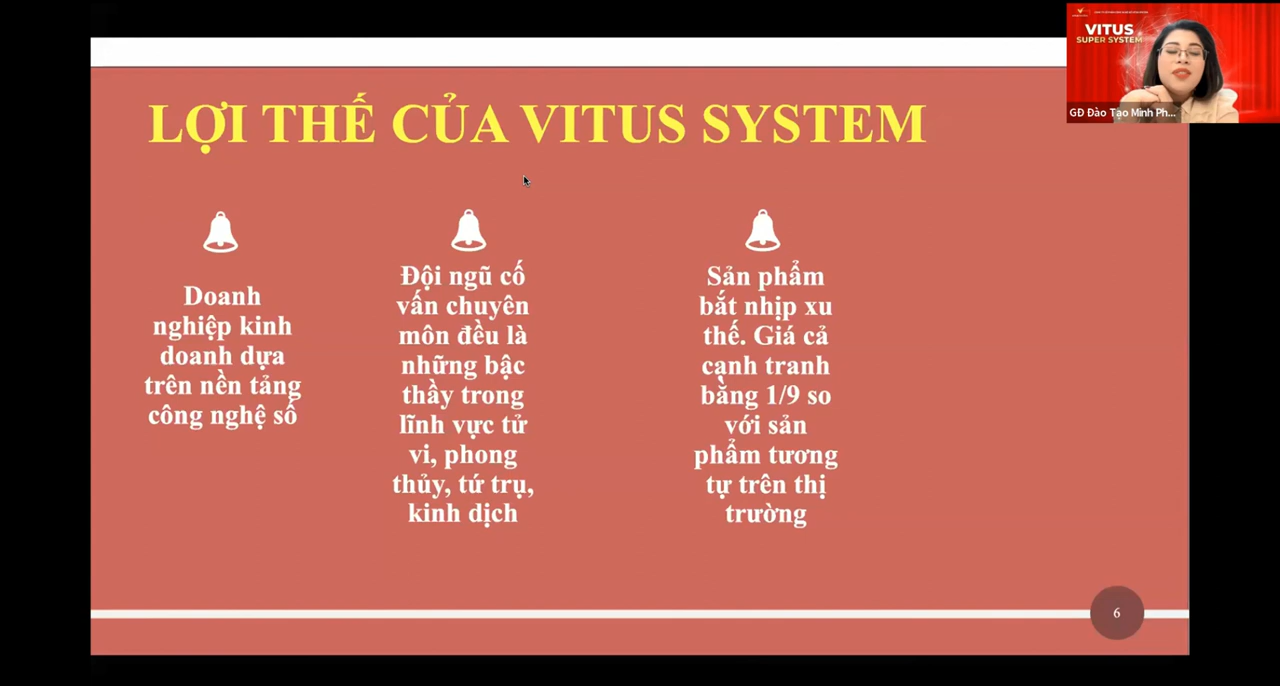 LỢI THẾ CỦA VITUS SYSTEM
Doanh
nghiệp kinh
doanh dựa
trên nền tảng
công nghệ số
Đội ngũ cố
vấn chuyên
môn đều là
những bậc
thầy trong
lĩnh vực tử
vi, phong
thủy, tứ trụ,
kinh dịch
Sản phẩm
bắt nhịp xu
thế. Giá cả
cạnh tranh
bằng 1/9 so
với sản
phẩm tương
tự trên thị
trường
6
VITUS
SUPER SYSTEM
GĐ Đào Tạo Minh Ph...